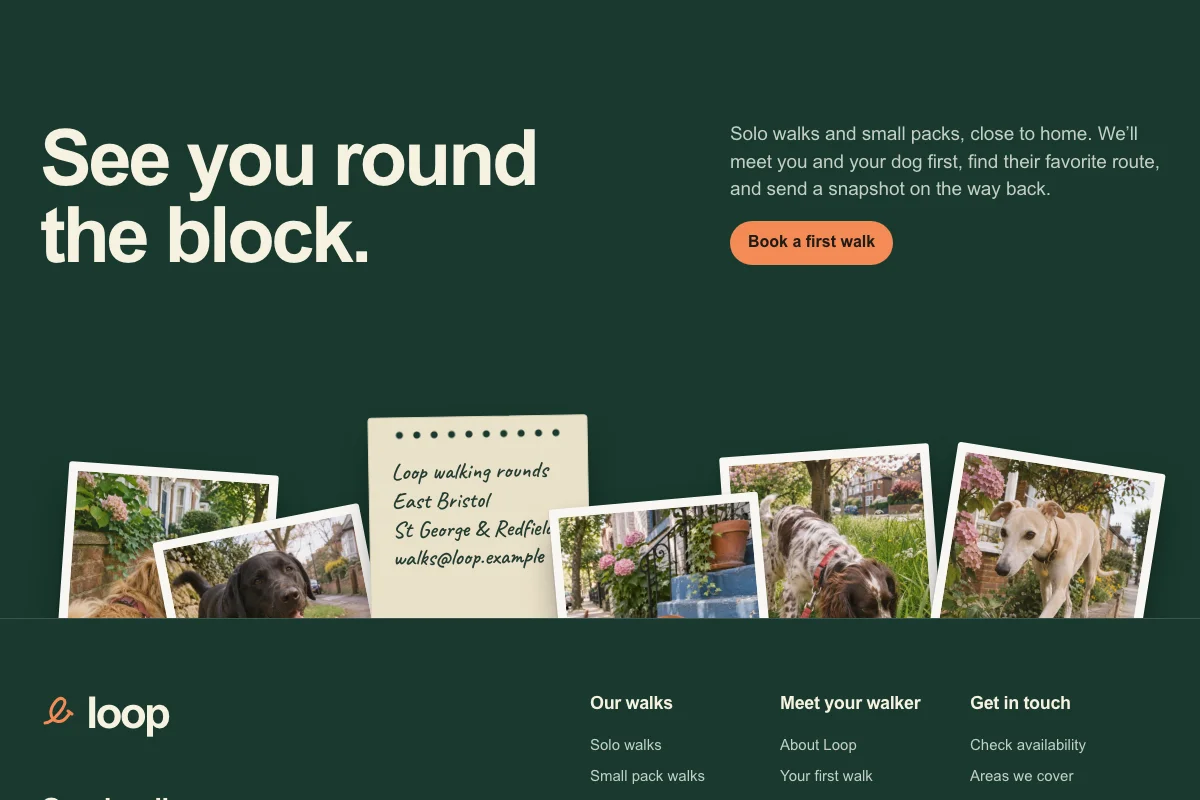 See you round
the block.
Solo walks and small packs, close to home. We’ll
meet you and your dog first, find their favorite route,
and send a snapshot on the way back.
Book a first walk
Loop walking rounds
East Bristol
St George & Redfield
walks@loop.example
loop
Our walks
Solo walks
Small pack walks
Meet your walker
About Loop
Your first walk
Get in touch
Check availability
Areas we cover